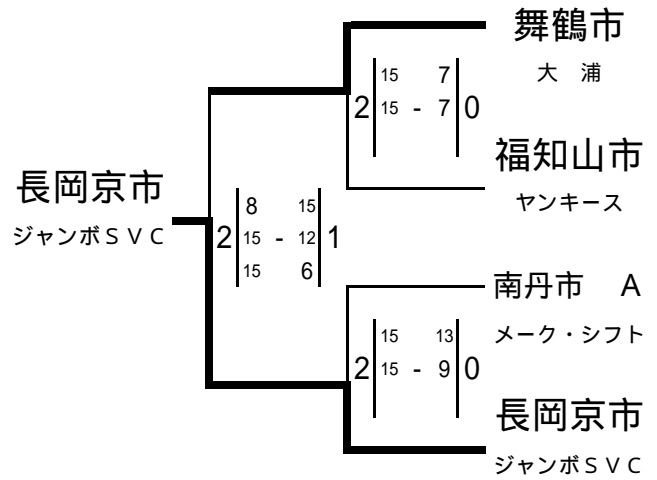 舞鶴市
大　浦
15 7
2 15 - 7 0
福知山市
ヤンキース
長岡京市
ジャンボＳＶＣ
8 15
2 15 - 12 1
15 6
南丹市　A
メーク・シフト
15 13
2 15 - 9 0
長岡京市
ジャンボＳＶＣ